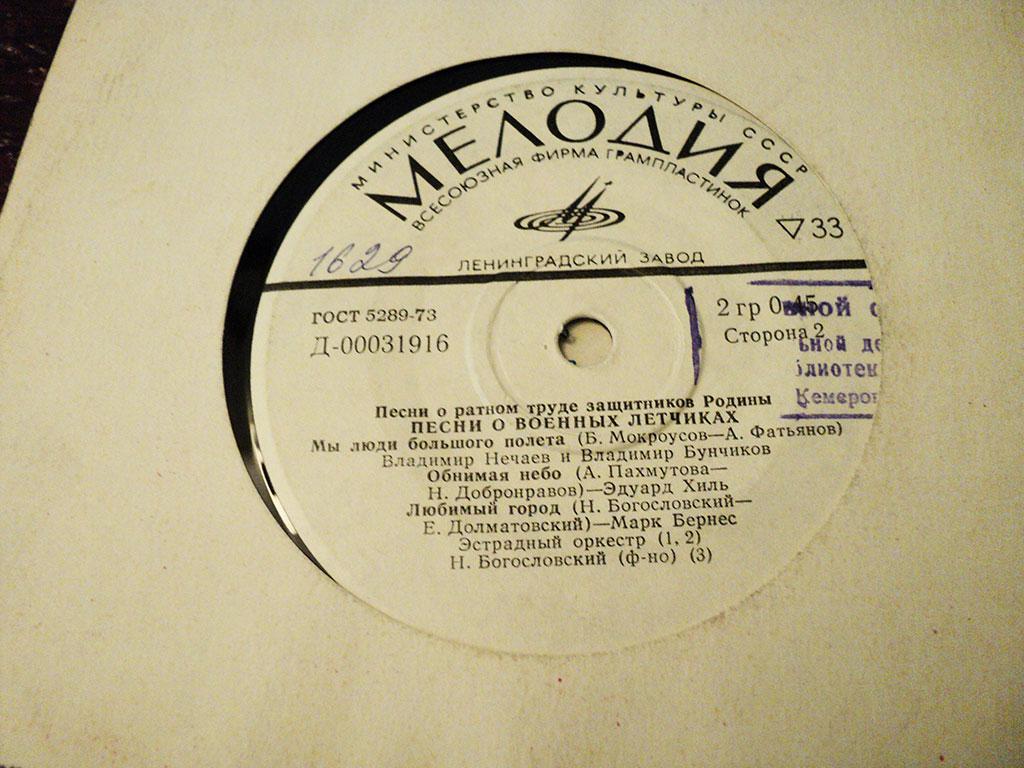 МИНИСТЕРСТВО КУЛЬТУРЫ СССР
МЕЛОДИЯ
ВСЕСОЮЗНАЯ ФИРМА ГРАМПЛАСТИНОК
33
1629
ЛЕНИНГРАДСКИЙ ЗАВОД
ГОСТ 5289-73
Д-00031916
2 гр 0-45
Сторона 2
Песни о ратном труде защитников Родины
ПЕСНИ О ВОЕННЫХ ЛЕТЧИКАХ
Мы люди большого полета (Б. Мокроусов—А. Фатьянов)
Владимир Нечаев и Владимир Бунчиков
Обнимая небо (А. Пахмутова—
Н. Добронравов)—Эдуард Хиль
Любимый город (Н. Богословский—
Е. Долматовский)—Марк Бернес
Эстрадный оркестр (1, 2)
Н. Богословский (ф-но) (3)